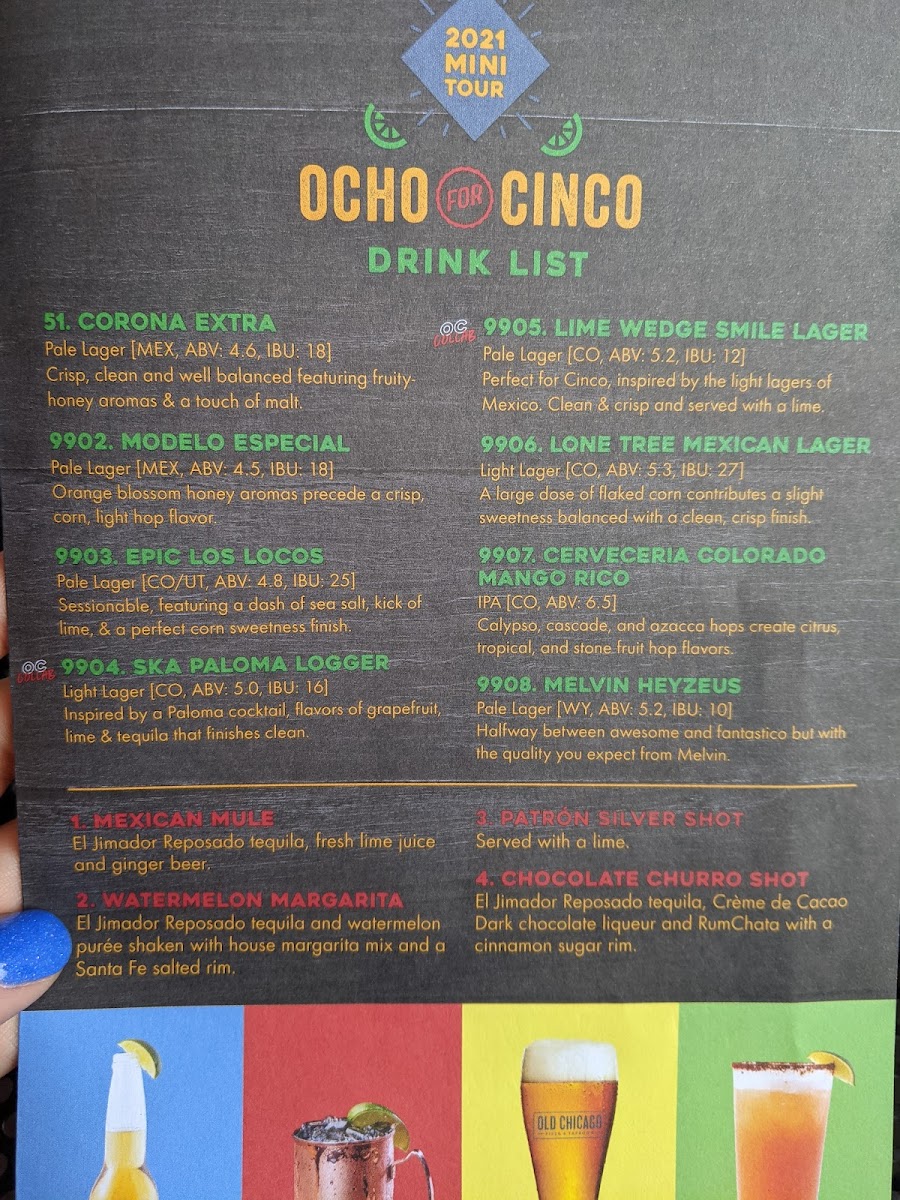 2021
MINI
TOUR
OCHO FOR CINCO
DRINK LIST
51. CORONA EXTRA
Pale Lager [MEX, ABV: 4.6, IBU: 18]
Crisp, clean and well balanced featuring fruity-
honey aromas & a touch of malt.
9902. MODELO ESPECIAL
Pale Lager [MEX, ABV: 4.5, IBU: 18]
Orange blossom honey aromas precede a crisp,
corn, light hop flavor.
9903. EPIC LOS LOCOS
Pale Lager [CO/UT, ABV: 4.8, IBU: 25]
Sessionable, featuring a dash of sea salt, kick of
lime, & a perfect corn sweetness finish.
OC
COLLAB
9904. SKA PALOMA LOGGER
Light Lager [CO, ABV: 5.0, IBU: 16]
Inspired by a Paloma cocktail, flavors of grapefruit,
lime & tequila that finishes clean.
OC
COLLAB
9905. LIME WEDGE SMILE LAGER
Pale Lager [CO, ABV: 5.2, IBU: 12]
Perfect for Cinco, inspired by the light lagers of
Mexico. Clean & crisp and served with a lime.
9906. LONE TREE MEXICAN LAGER
Light Lager [CO, ABV: 5.3, IBU: 27]
A large dose of flaked corn contributes a slight
sweetness balanced with a clean, crisp finish.
9907. CERVECERIA COLORADO
MANGO RICO
IPA [CO, ABV: 6.5]
Calypso, cascade, and azacca hops create citrus,
tropical, and stone fruit hop flavors.
9908. MELVIN HEYZEUS
Pale Lager [WY, ABV: 5.2, IBU: 10]
Halfway between awesome and fantastico but with
the quality you expect from Melvin.
1. MEXICAN MULE
El Jimador Reposado tequila, fresh lime juice
and ginger beer.
2. WATERMELON MARGARITA
El Jimador Reposado tequila and watermelon
purée shaken with house margarita mix and a
Santa Fe salted rim.
3. PATRÓN SILVER SHOT
Served with a lime.
4. CHOCOLATE CHURRO SHOT
El Jimador Reposado tequila, Crème de Cacao
Dark chocolate liqueur and RumChata with a
cinnamon sugar rim.
OLD CHICAGO